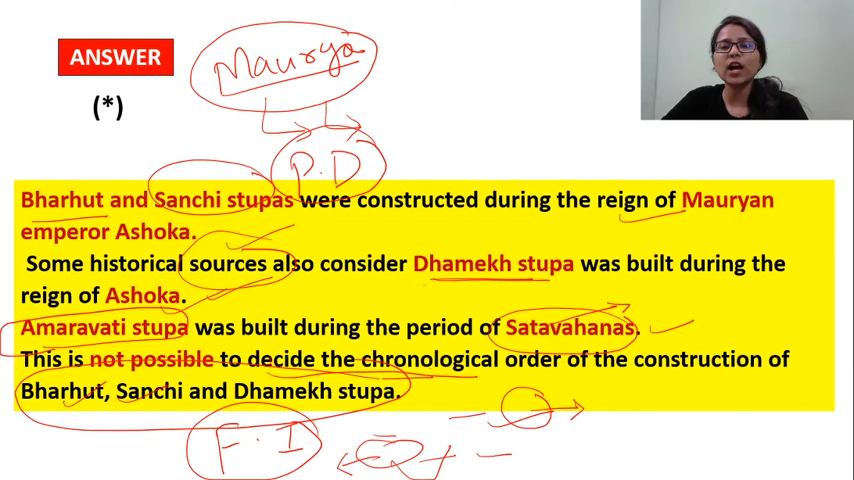 ANSWER
Maurya
(*)
P.D
Bharhut and Sanchi stupas were constructed during the reign of Mauryan
emperor Ashoka.
Some historical sources also consider Dhamekh stupa was built during the
reign of Ashoka.
Amaravati stupa was built during the period of Satavahanas.
This is not possible to decide the chronological order of the construction of
Bharhut, Sanchi and Dhamekh stupa.
F.I